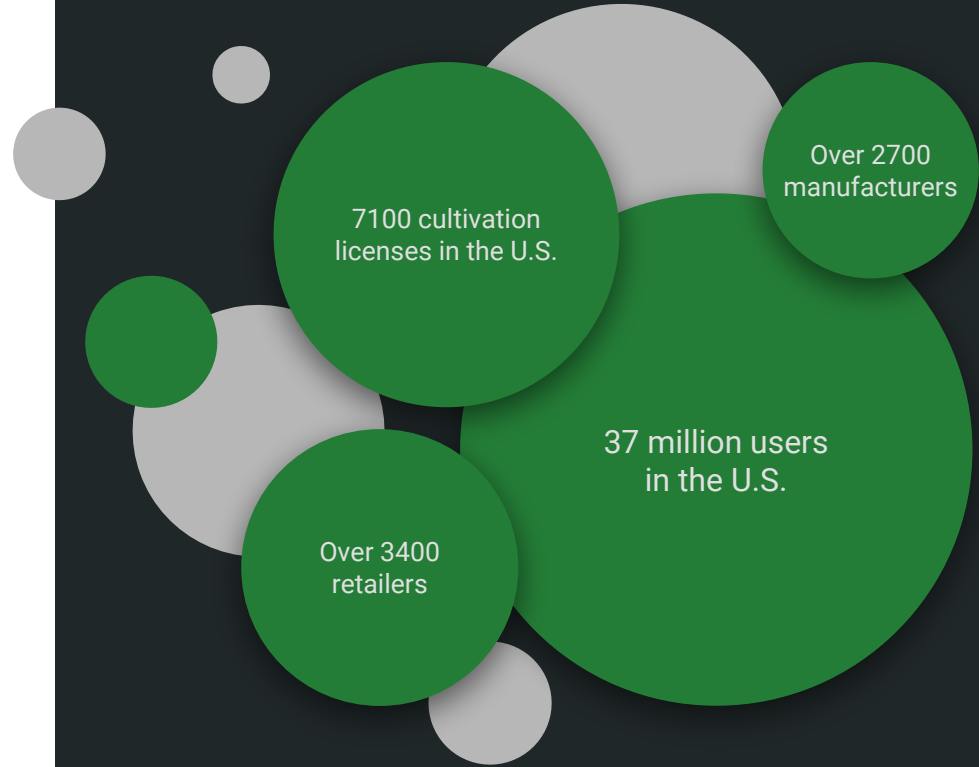 Over 2700
manufacturers
7100 cultivation
licenses in the U.S.
37 million users
in the U.S.
Over 3400
retailers